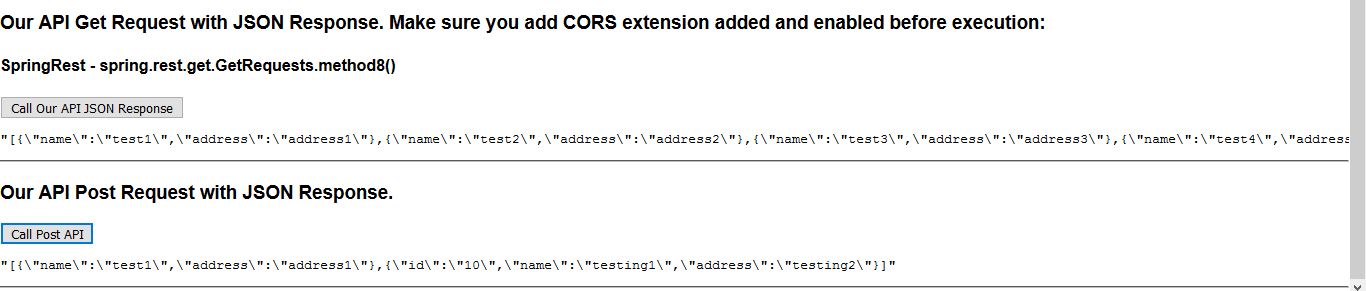 Our API Get Request with JSON Response. Make sure you add CORS extension added and enabled before execution:
SpringRest - spring.rest.get.GetRequests.method8()
Call Our API JSON Response
"[{\"name\":\"test1\",\"address\":\"address1\"},{\"name\":\"test2\",\"address\":\"address2\"},{\"name\":\"test3\",\"address\":\"address3\"},{\"name\":\"test4\",\"address
Our API Post Request with JSON Response.
Call Post API
"[{\"name\":\"test1\",\"address\":\"address1\"},{\"id\":\"10\",\"name\":\"testing1\",\"address\":\"testing2\"}]"